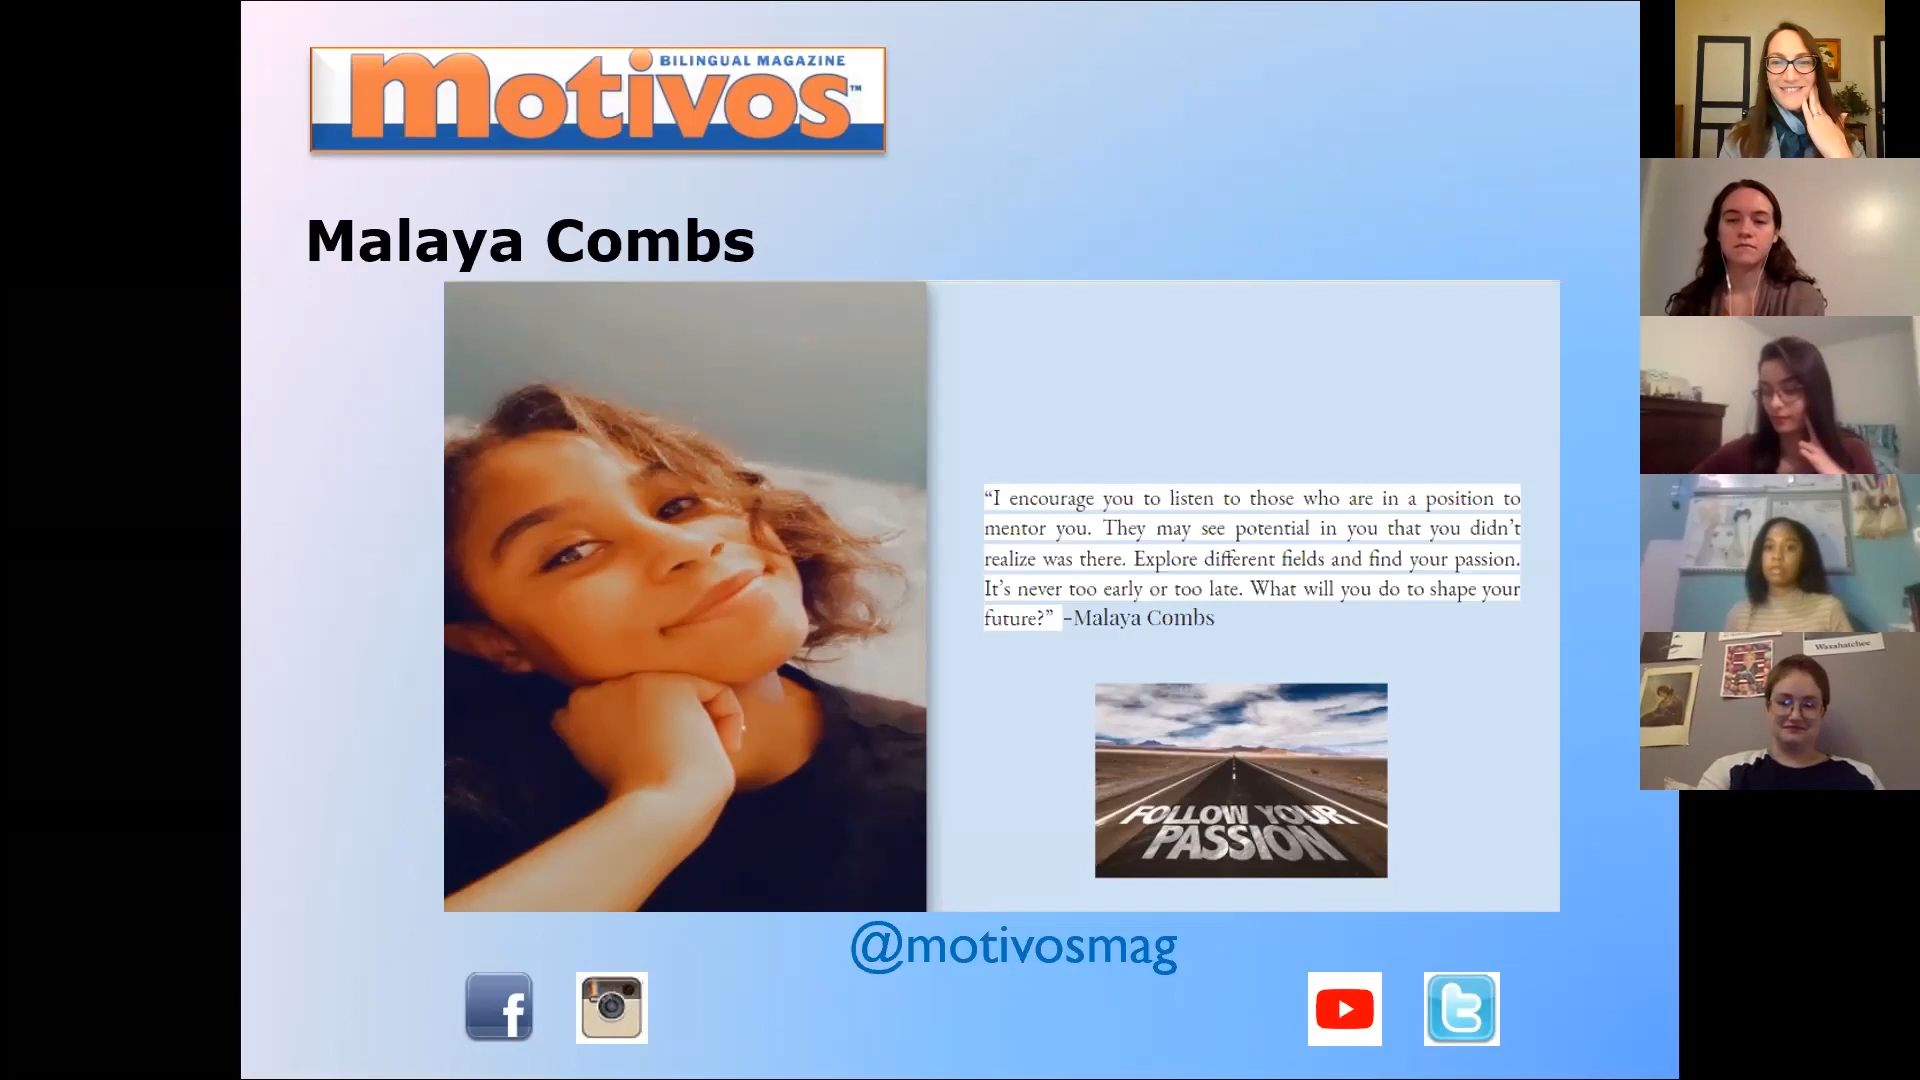 BILINGUAL MAGAZINE
motivos™
Malaya Combs
“I encourage you to listen to those who are in a position to
mentor you. They may see potential in you that you didn’t
realize was there. Explore different fields and find your passion.
It’s never too early or too late. What will you do to shape your
future?” -Malaya Combs
FOLLOW YOUR
PASSION
@motivosmag
Waxahatchee